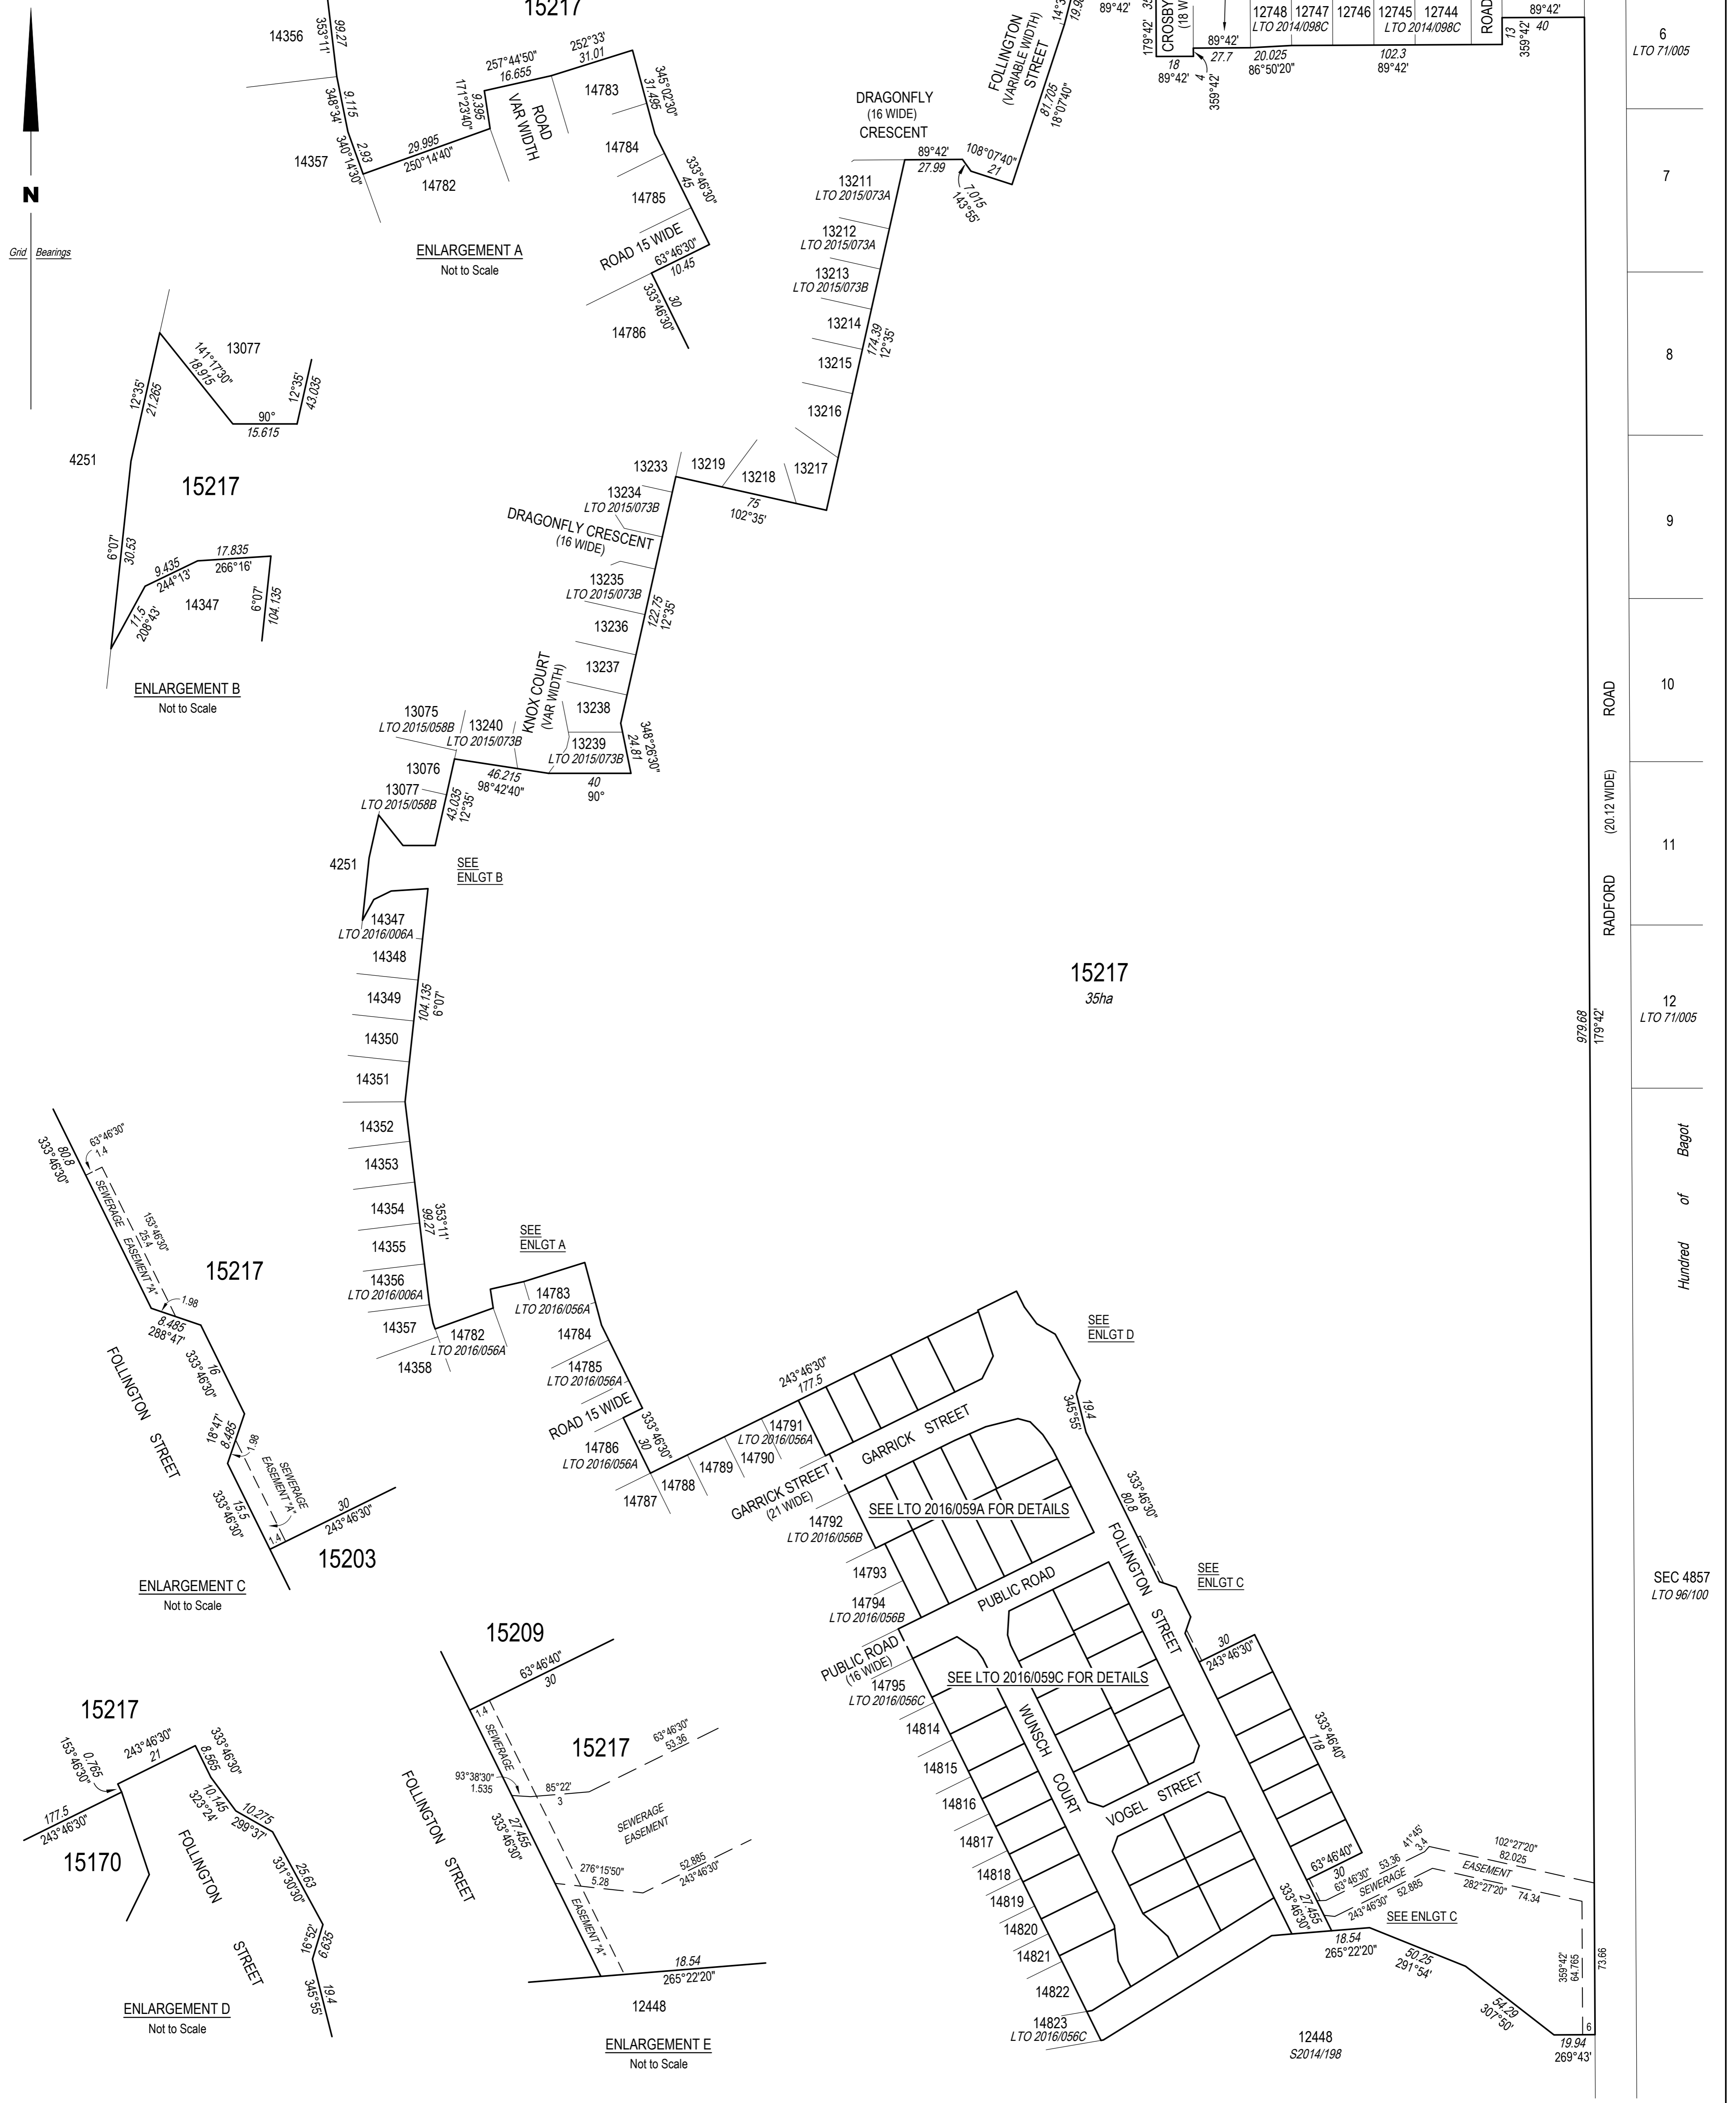 15217
14356
99.27
353°11'
9.115
348°34'
2.93
340°14'30"
14357
29.995
250°14'40"
14782
9.395
171°23'40"
257°44'50"
16.655
252°33'
31.01
ROAD
VAR WIDTH
14783
345°02'30"
31.495
14784
14785
333°46'30"
45
ROAD 15 WIDE
63°46'30"
10.45
30
333°46'30"
14786
ENLARGEMENT A
Not to Scale
N
Grid
Bearings
13077
141°17'30"
18.915
12°35'
21.265
90°
15.615
12°35'
43.035
4251
15217
6°07'
30.53
9.435
244°13'
17.835
266°16'
11.5
208°43'
14347
6°07'
104.135
ENLARGEMENT B
Not to Scale
FOLLINGTON
(VARIABLE WIDTH)
STREET
81.705
18°07'40"
89°42'
179°42'
CROSBY
18
89°42'
4
359°42'
89°42'
27.7
20.025
86°50'20"
12748
12747
12746
12745
12744
LTO 2014/098C
LTO 2014/098C
102.3
89°42'
ROAD
13
359°42'
89°42'
40
6
LTO 71/005
7
8
9
10
11
12
LTO 71/005
DRAGONFLY
(16 WIDE)
CRESCENT
89°42'
27.99
108°07'40"
21
7.015
143°55'
13211
LTO 2015/073A
13212
LTO 2015/073A
13213
LTO 2015/073B
13214
174.39
12°35'
13215
13216
13217
13218
13219
75
102°35'
13233
13234
LTO 2015/073B
DRAGONFLY CRESCENT
(16 WIDE)
13235
LTO 2015/073B
122.75
12°35'
13236
13237
13238
KNOX COURT
(VAR WIDTH)
13239
LTO 2015/073B
348°26'30"
24.81
40
90°
13075
LTO 2015/058B
13240
LTO 2015/073B
46.215
98°42'40"
13076
13077
LTO 2015/058B
43.035
12°35'
4251
SEE
ENLGT B
14347
LTO 2016/006A
14348
14349
104.135
6°07'
14350
14351
14352
14353
14354
353°11'
99.27
14355
14356
LTO 2016/006A
14357
14358
14782
LTO 2016/056A
SEE
ENLGT A
14783
LTO 2016/056A
14784
14785
LTO 2016/056A
ROAD 15 WIDE
333°46'30"
30
14786
LTO 2016/056A
14787
14788
14789
14790
14791
LTO 2016/056A
243°46'30"
177.5
15217
35ha
RADFORD
(20.12 WIDE)
ROAD
979.68
179°42'
Hundred
of
Bagot
SEC 4857
LTO 96/100
SEE
ENLGT D
19.4
345°55'
GARRICK STREET
GARRICK STREET
(21 WIDE)
14792
LTO 2016/056B
SEE LTO 2016/059A FOR DETAILS
333°46'30"
80.8
14793
14794
LTO 2016/056B
PUBLIC ROAD
PUBLIC ROAD
(16 WIDE)
FOLLINGTON
STREET
SEE
ENLGT C
30
243°46'30"
14795
LTO 2016/056C
SEE LTO 2016/059C FOR DETAILS
14814
14815
14816
14817
14818
14819
14820
14821
14822
14823
LTO 2016/056C
WUNSCH
COURT
VOGEL STREET
333°46'40"
118
63°46'40"
30
41°45'
3.4
102°27'20"
82.025
63°46'30"
53.36
SEWERAGE
EASEMENT
243°46'30"
52.885
282°27'20"
74.34
SEE ENLGT C
27.455
333°46'30"
18.54
265°22'20"
50.25
291°54'
54.29
307°50'
359°42'
64.765
73.66
6
19.94
269°43'
12448
S2014/198
80.8
333°46'30"
63°46'30"
1.4
SEWERAGE
EASEMENT "A"
153°46'30"
25.4
15217
1.98
8.485
288°47'
16
333°46'30"
FOLLINGTON
STREET
18°47'
8.485
1.98
SEWERAGE
EASEMENT "A"
15.5
333°46'30"
1.4
30
243°46'30"
15203
ENLARGEMENT C
Not to Scale
15217
243°46'30"
21
0.765
153°46'30"
333°46'30"
8.565
10.145
323°24'
10.275
299°37'
177.5
243°46'30"
15170
FOLLINGTON
STREET
25.63
331°30'30"
16°52'
6.635
19.4
345°55'
ENLARGEMENT D
Not to Scale
15209
63°46'40"
30
1.4
SEWERAGE
15217
63°46'30"
53.36
93°38'30"
1.535
85°22'
3
SEWERAGE
EASEMENT
FOLLINGTON
STREET
27.455
333°46'30"
276°15'50"
5.28
52.885
243°46'30"
EASEMENT "A"
18.54
265°22'20"
12448
ENLARGEMENT E
Not to Scale